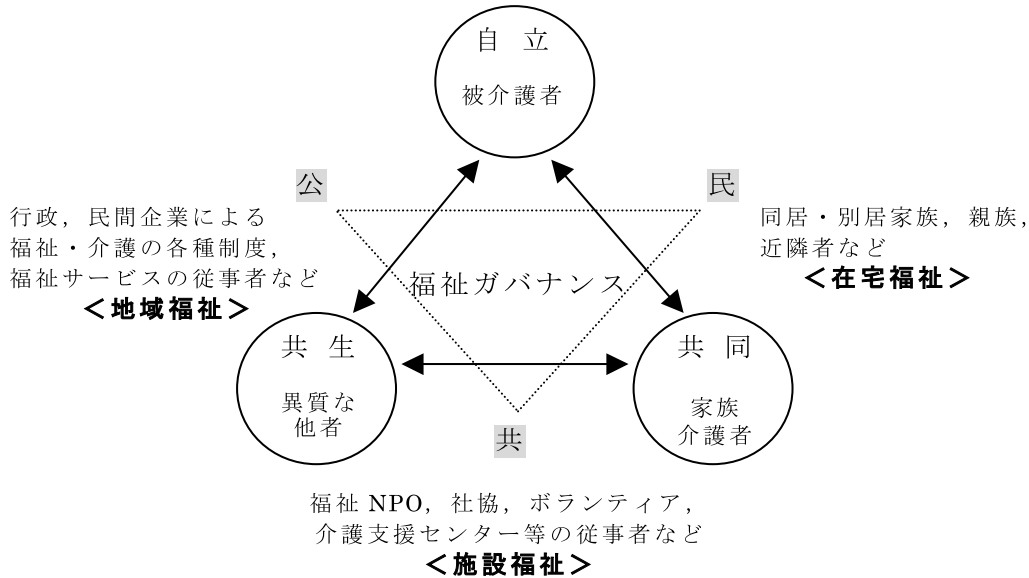 自 立
被介護者
公
民
行政，民間企業による
福祉・介護の各種制度，
福祉サービスの従事者など
＜地域福祉＞
同居・別居家族，親族，
近隣者など
＜在宅福祉＞
福祉ガバナンス
共 生
異質な
他者
共 同
家族
介護者
共
福祉 NPO，社協，ボランティア，
介護支援センター等の従事者など
＜施設福祉＞